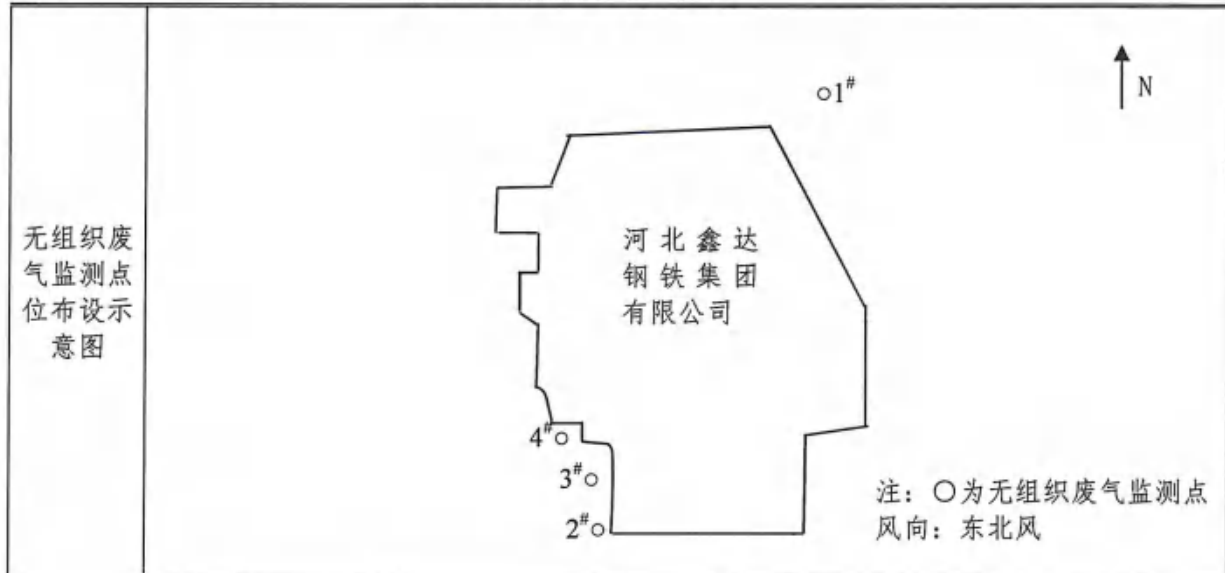 无组织废
气监测点
位布设示
意图
○1#
N
河北鑫达
钢铁集团
有限公司
4#○
3#○
2#○
注：○为无组织废气监测点
风向：东北风